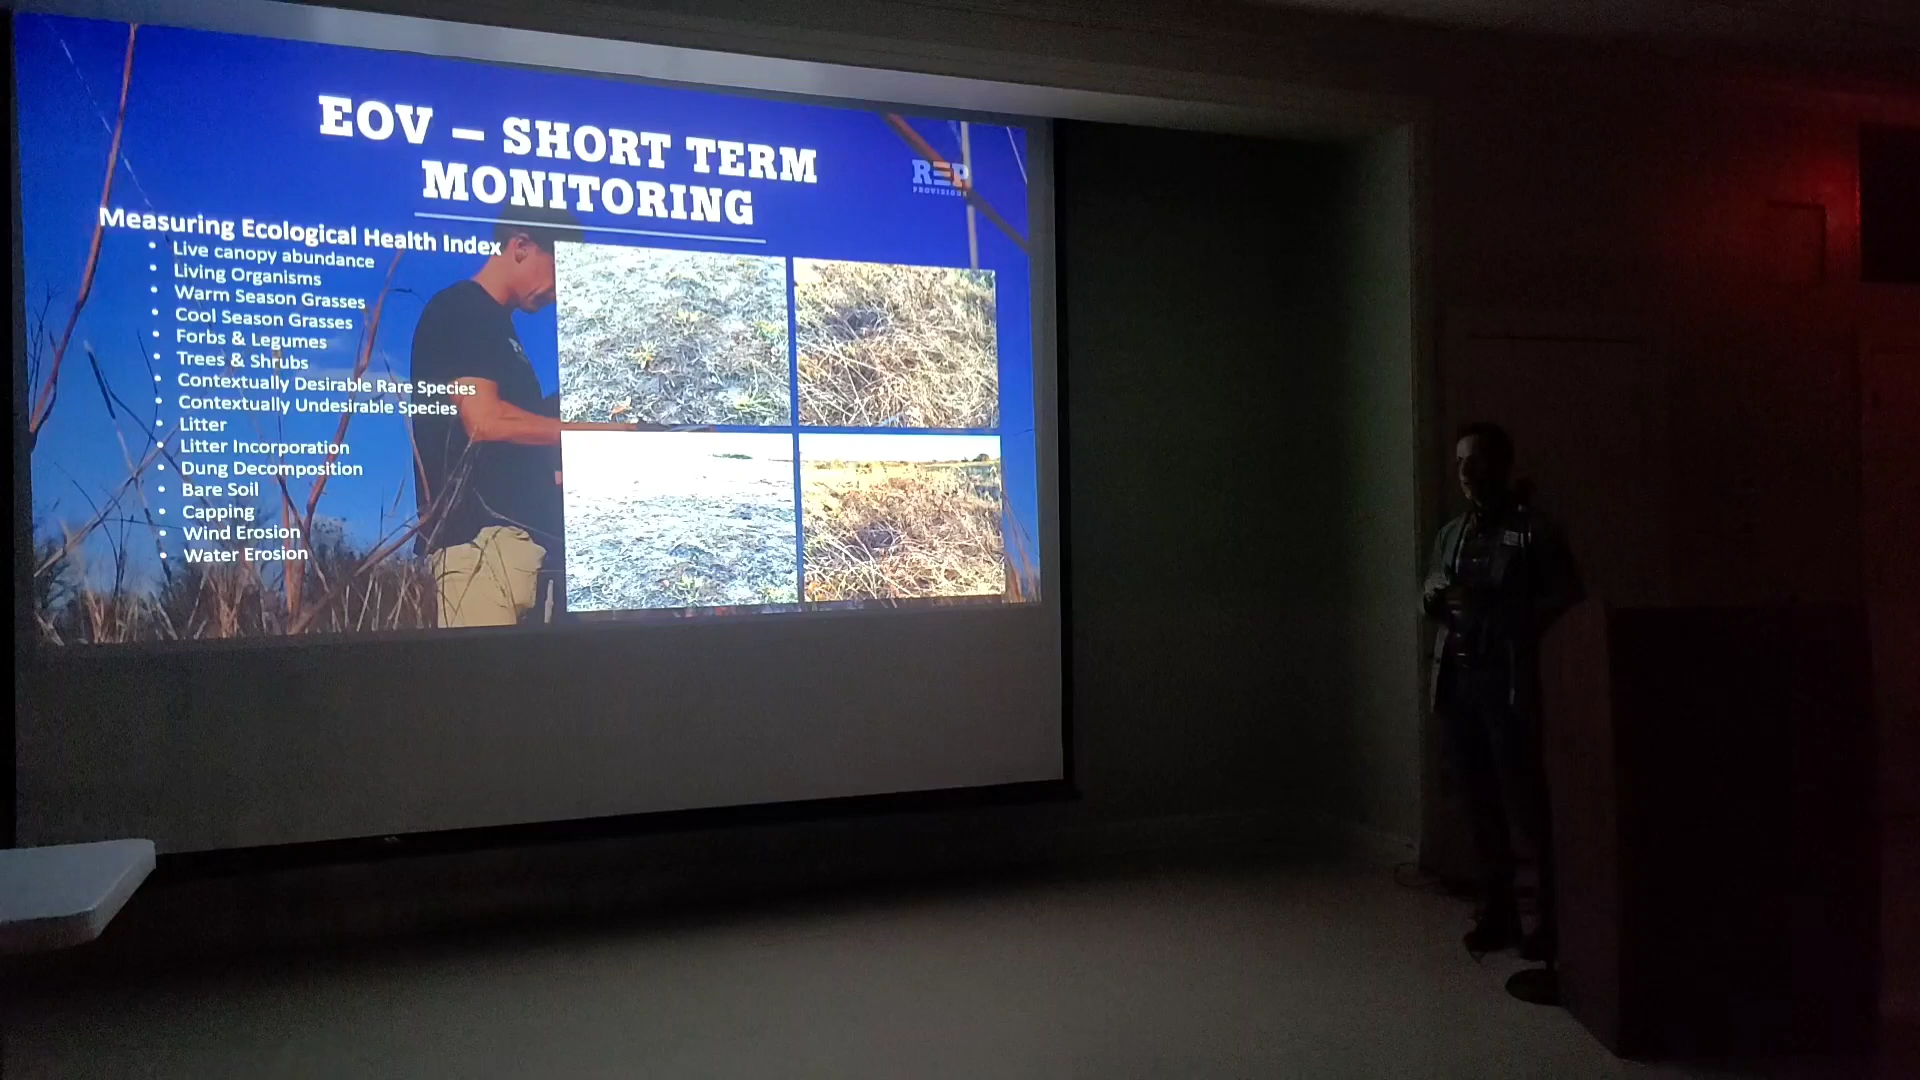 EOV – SHORT TERM
MONITORING
REP
PROVISIONS
Measuring Ecological Health Index
• Live canopy abundance
• Living Organisms
• Warm Season Grasses
• Cool Season Grasses
• Forbs & Legumes
• Trees & Shrubs
• Contextually Desirable Rare Species
• Contextually Undesirable Species
• Litter
• Litter Incorporation
• Dung Decomposition
• Bare Soil
• Capping
• Wind Erosion
• Water Erosion